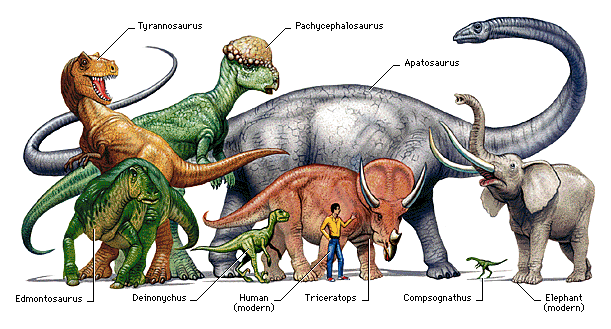 Tyrannosaurus
Pachycephalosaurus
Apatosaurus
Edmontosaurus
Deinonychus
Human
(modern)
Triceratops
Compsognathus
Elephant
(modern)